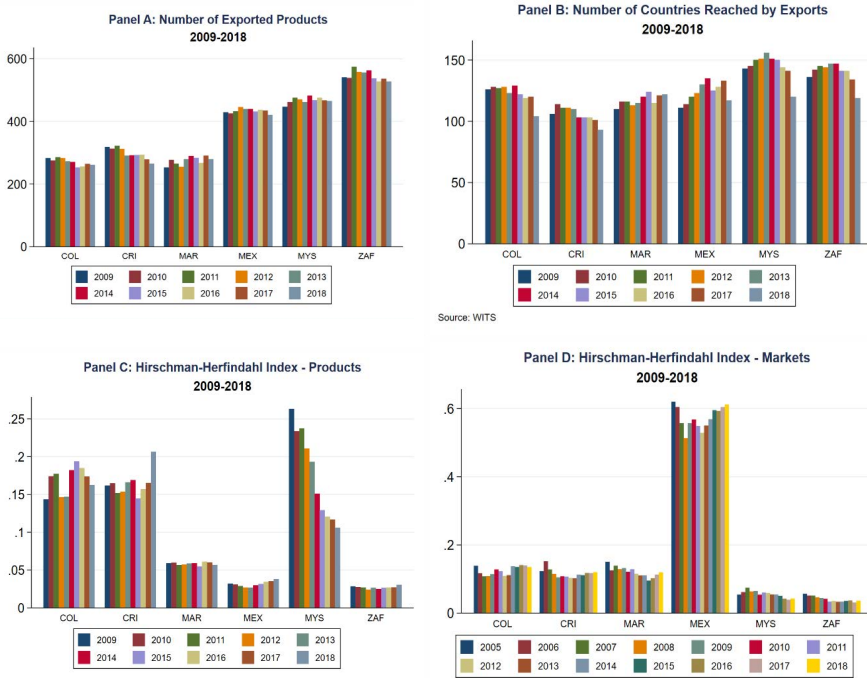 Panel A: Number of Exported Products
2009-2018
600
400
200
0
COL CRI MAR MEX MYS ZAF
2009 2010 2011 2012 2013
2014 2015 2016 2017 2018
Panel B: Number of Countries Reached by Exports
2009-2018
150
100
50
0
COL CRI MAR MEX MYS ZAF
2009 2010 2011 2012 2013
2014 2015 2016 2017 2018
Source: WITS
Panel C: Hirschman-Herfindahl Index - Products
2009-2018
.25
.2
.15
.1
.05
0
COL CRI MAR MEX MYS ZAF
2009 2010 2011 2012 2013
2014 2015 2016 2017 2018
Panel D: Hirschman-Herfindahl Index - Markets
2009-2018
.6
.4
.2
0
COL CRI MAR MEX MYS ZAF
2005 2006 2007 2008 2009 2010 2011
2012 2013 2014 2015 2016 2017 2018